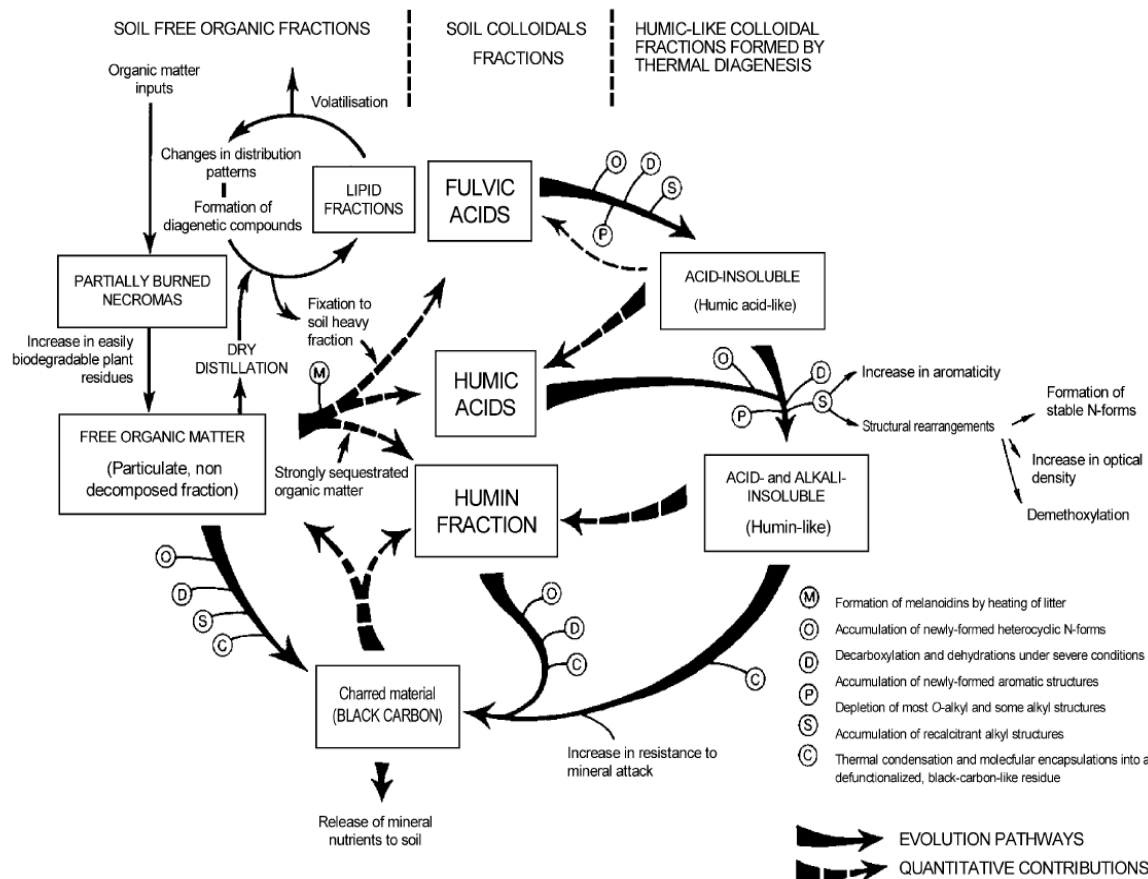 SOIL FREE ORGANIC FRACTIONS
SOIL COLLOIDALS
FRACTIONS
HUMIC-LIKE COLLOIDAL
FRACTIONS FORMED BY
THERMAL DIAGENESIS
Organic matter
inputs
Volatilisation
Changes in distribution
patterns
Formation of
diagenetic compounds
LIPID
FRACTIONS
FULVIC
ACIDS
O
D
S
P
PARTIALLY BURNED
NECROMAS
ACID-INSOLUBLE
(Humic acid-like)
Increase in easily
biodegradable plant
residues
DRY
DISTILLATION
Fixation to
soil heavy
fraction
M
HUMIC
ACIDS
O
D
P
S
Increase in aromaticity
Structural rearrangements
Formation of
stable N-forms
Increase in optical
density
Demethoxylation
FREE ORGANIC MATTER
(Particulate, non
decomposed fraction)
Strongly sequestrated
organic matter
HUMIN
FRACTION
ACID- and ALKALI-
INSOLUBLE
(Humin-like)
O
D
S
C
O
D
C
C
Charred material
(BLACK CARBON)
Increase in resistance to
mineral attack
Release of mineral
nutrients to soil
M Formation of melanoidins by heating of litter
O Accumulation of newly-formed heterocyclic N-forms
D Decarboxylation and dehydrations under severe conditions
Accumulation of newly-formed aromatic structures
P Depletion of most O-alkyl and some alkyl structures
S Accumulation of recalcitrant alkyl structures
C Thermal condensation and molecular encapsulations into a
defunctionalized, black-carbon-like residue
EVOLUTION PATHWAYS
QUANTITATIVE CONTRIBUTIONS